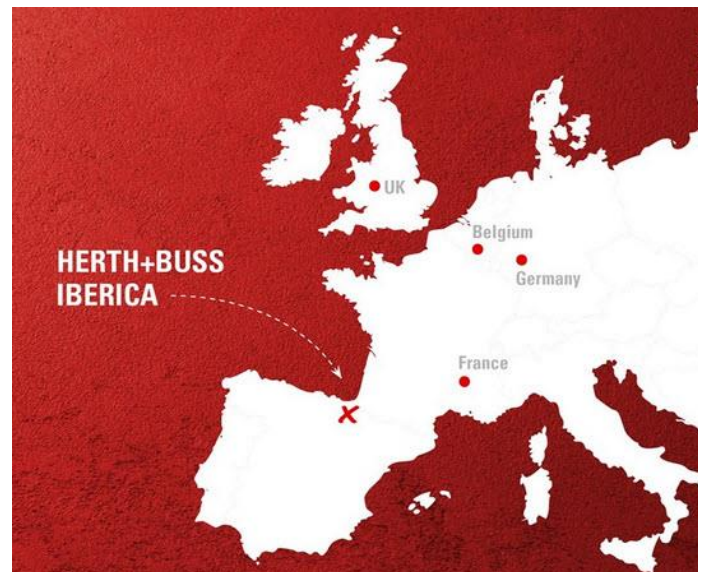 UK
Belgium
HERTH+BUSS
IBERICA
Germany
France